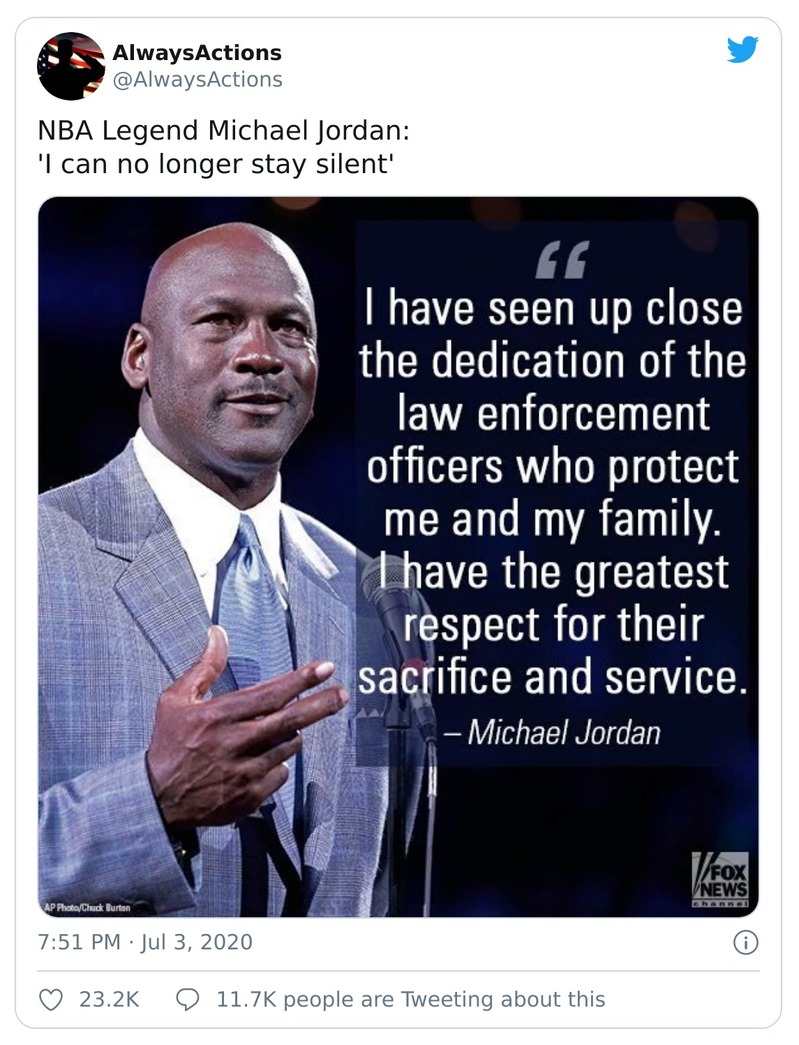 AlwaysActions
@AlwaysActions
NBA Legend Michael Jordan:
'I can no longer stay silent'
“
I have seen up close
the dedication of the
law enforcement
officers who protect
me and my family.
I have the greatest
respect for their
sacrifice and service.
– Michael Jordan
FOX
NEWS
channel
AP Photo/Chuck Burton
7:51 PM · Jul 3, 2020
23.2K 11.7K people are Tweeting about this